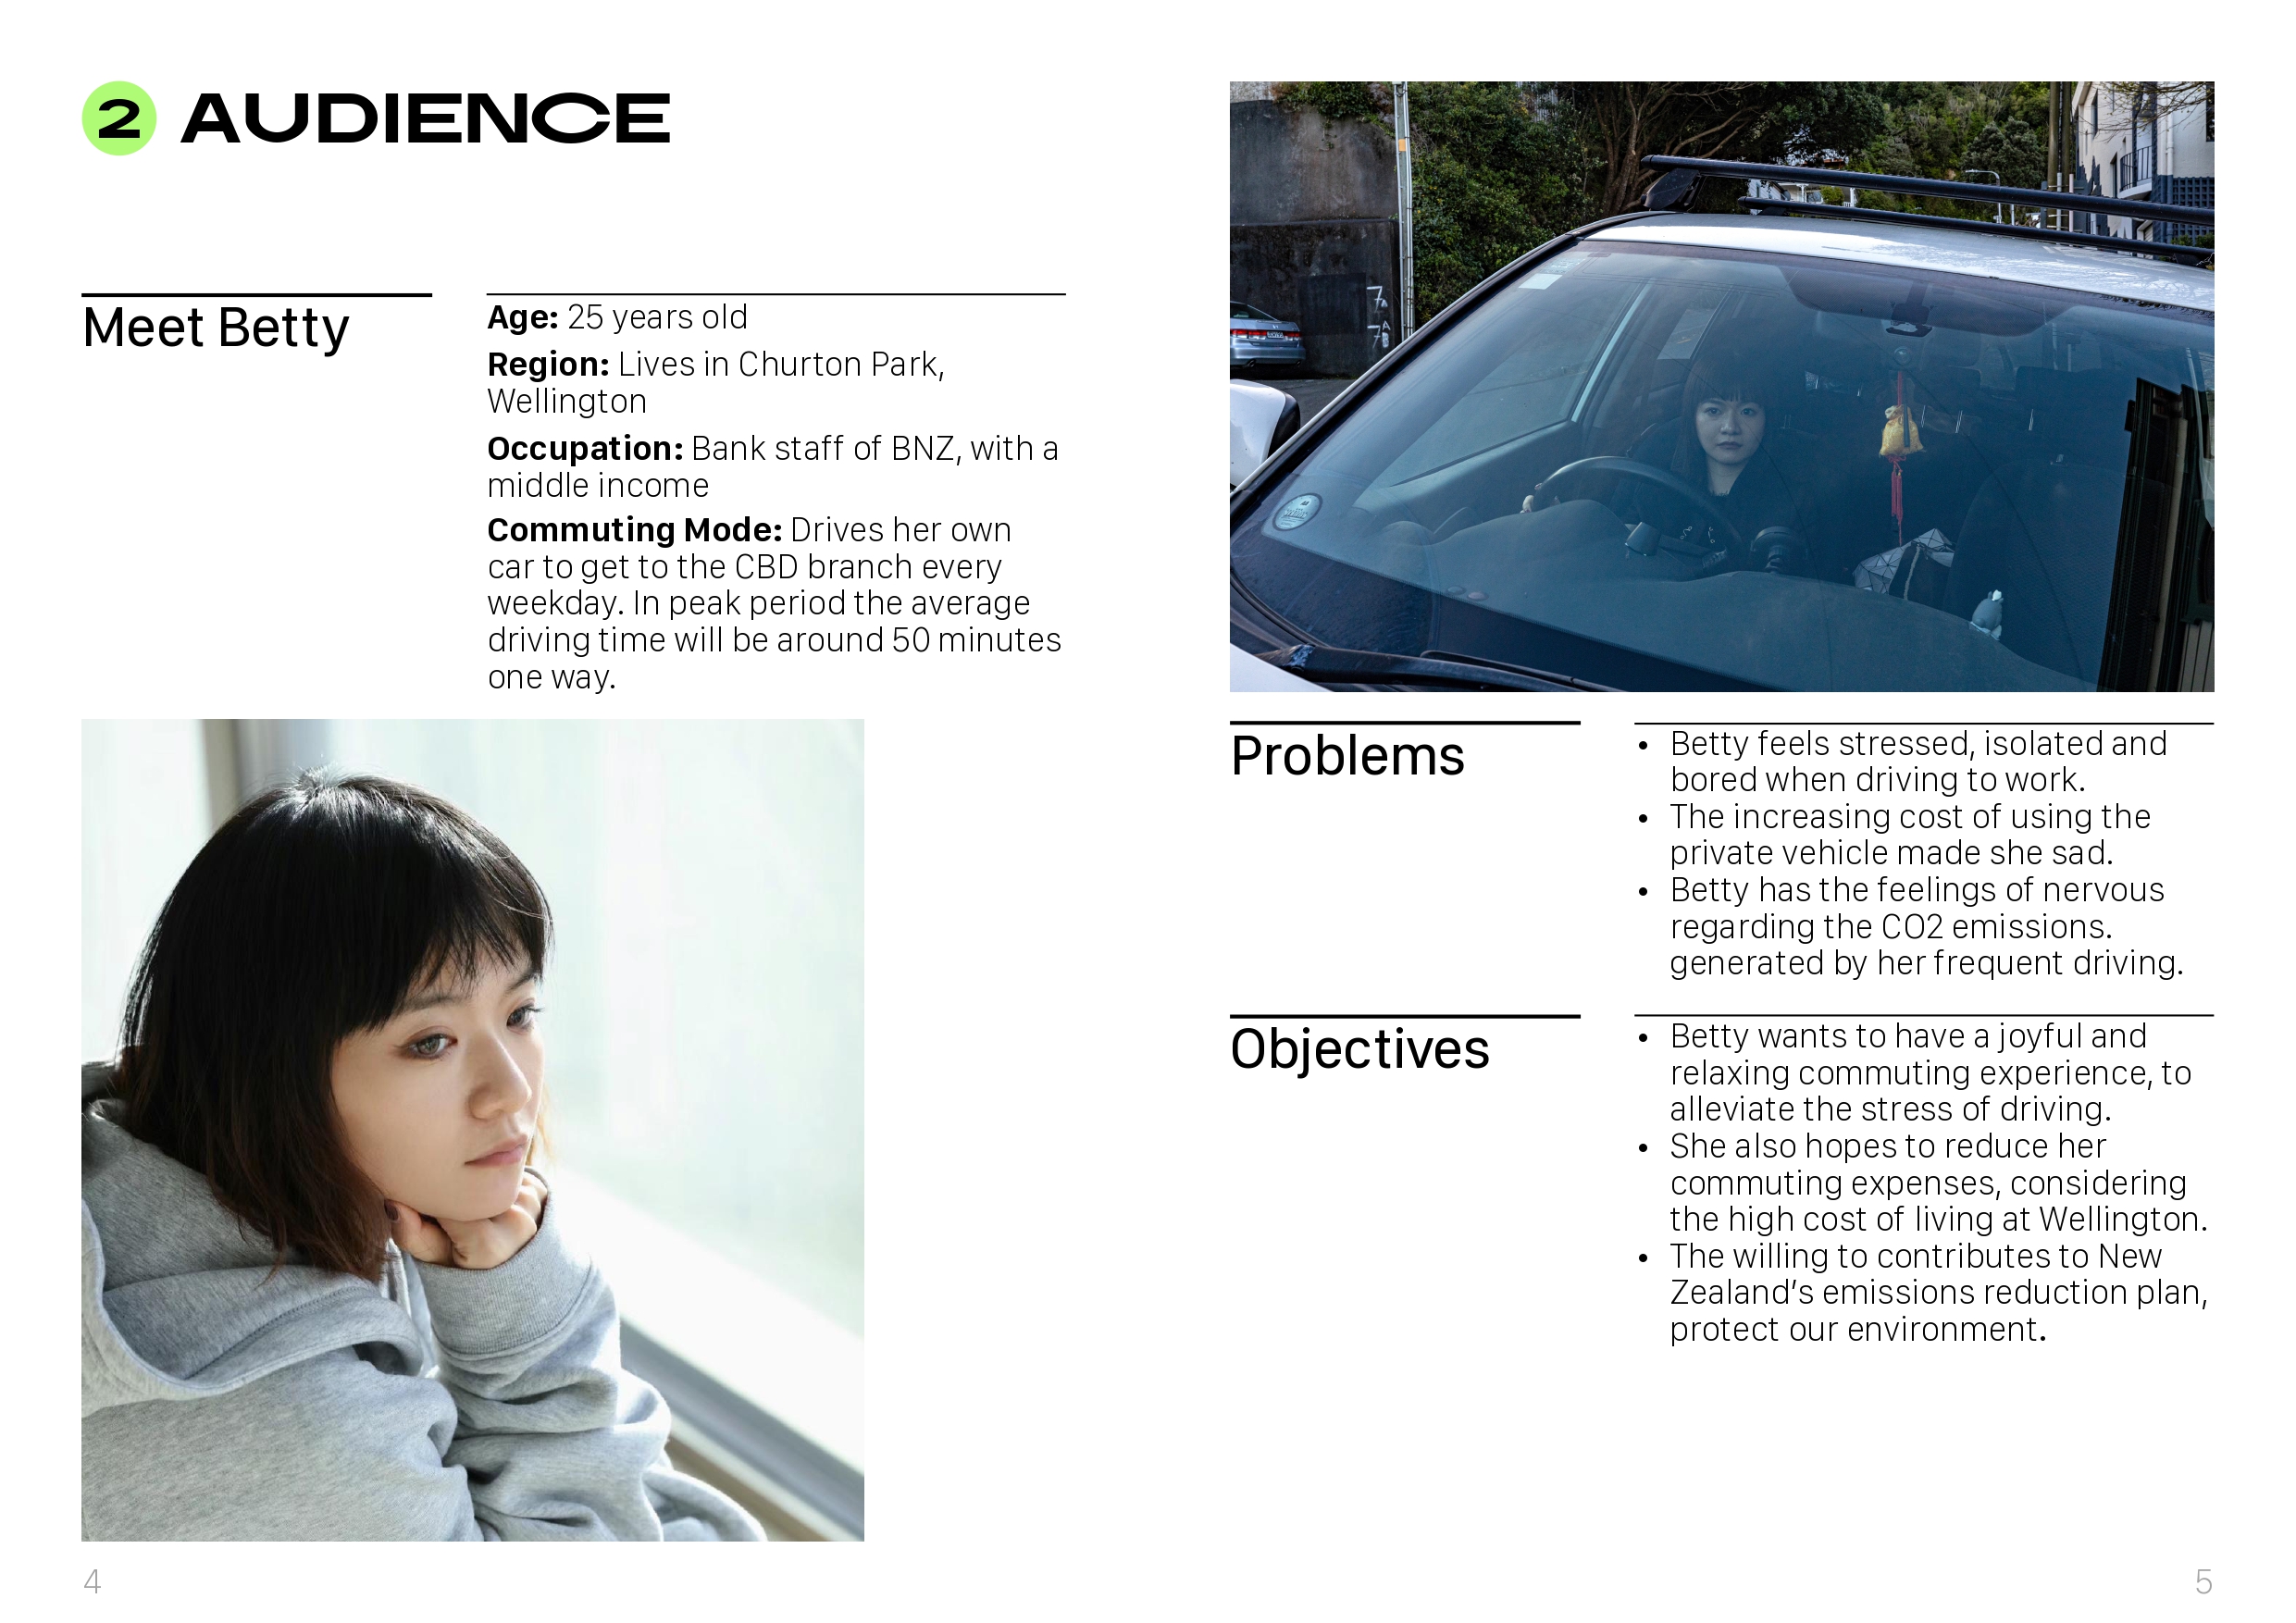 2 AUDIENCE
Meet Betty
Age: 25 years old
Region: Lives in Churton Park,
Wellington
Occupation: Bank staff of BNZ, with a
middle income
Commuting Mode: Drives her own
car to get to the CBD branch every
weekday. In peak period the average
driving time will be around 50 minutes
one way.
4
Problems
• Betty feels stressed, isolated and
bored when driving to work.
• The increasing cost of using the
private vehicle made she sad.
• Betty has the feelings of nervous
regarding the CO2 emissions.
generated by her frequent driving.
Objectives
• Betty wants to have a joyful and
relaxing commuting experience, to
alleviate the stress of driving.
• She also hopes to reduce her
commuting expenses, considering
the high cost of living at Wellington.
• The willing to contributes to New
Zealand’s emissions reduction plan,
protect our environment.
5